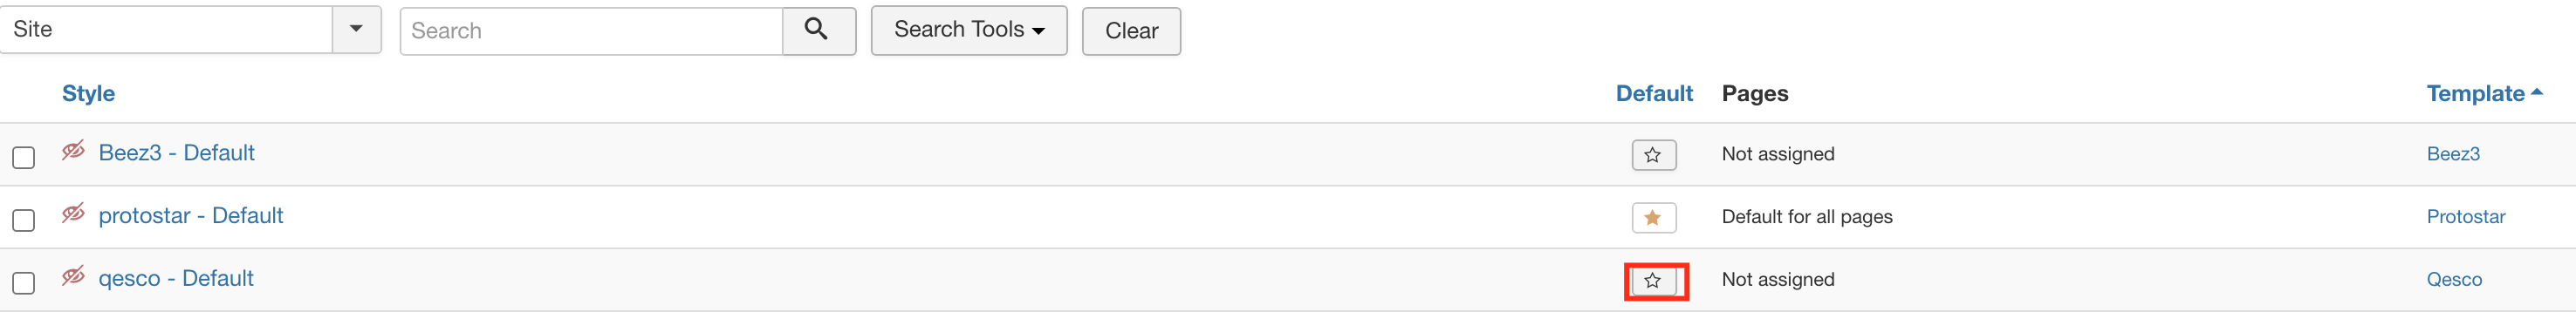 Site Search Search Tools Clear
Style Default Pages Template
Beez3 - Default Not assigned Beez3
protostar - Default Default for all pages Protostar
qesco - Default Not assigned Qesco